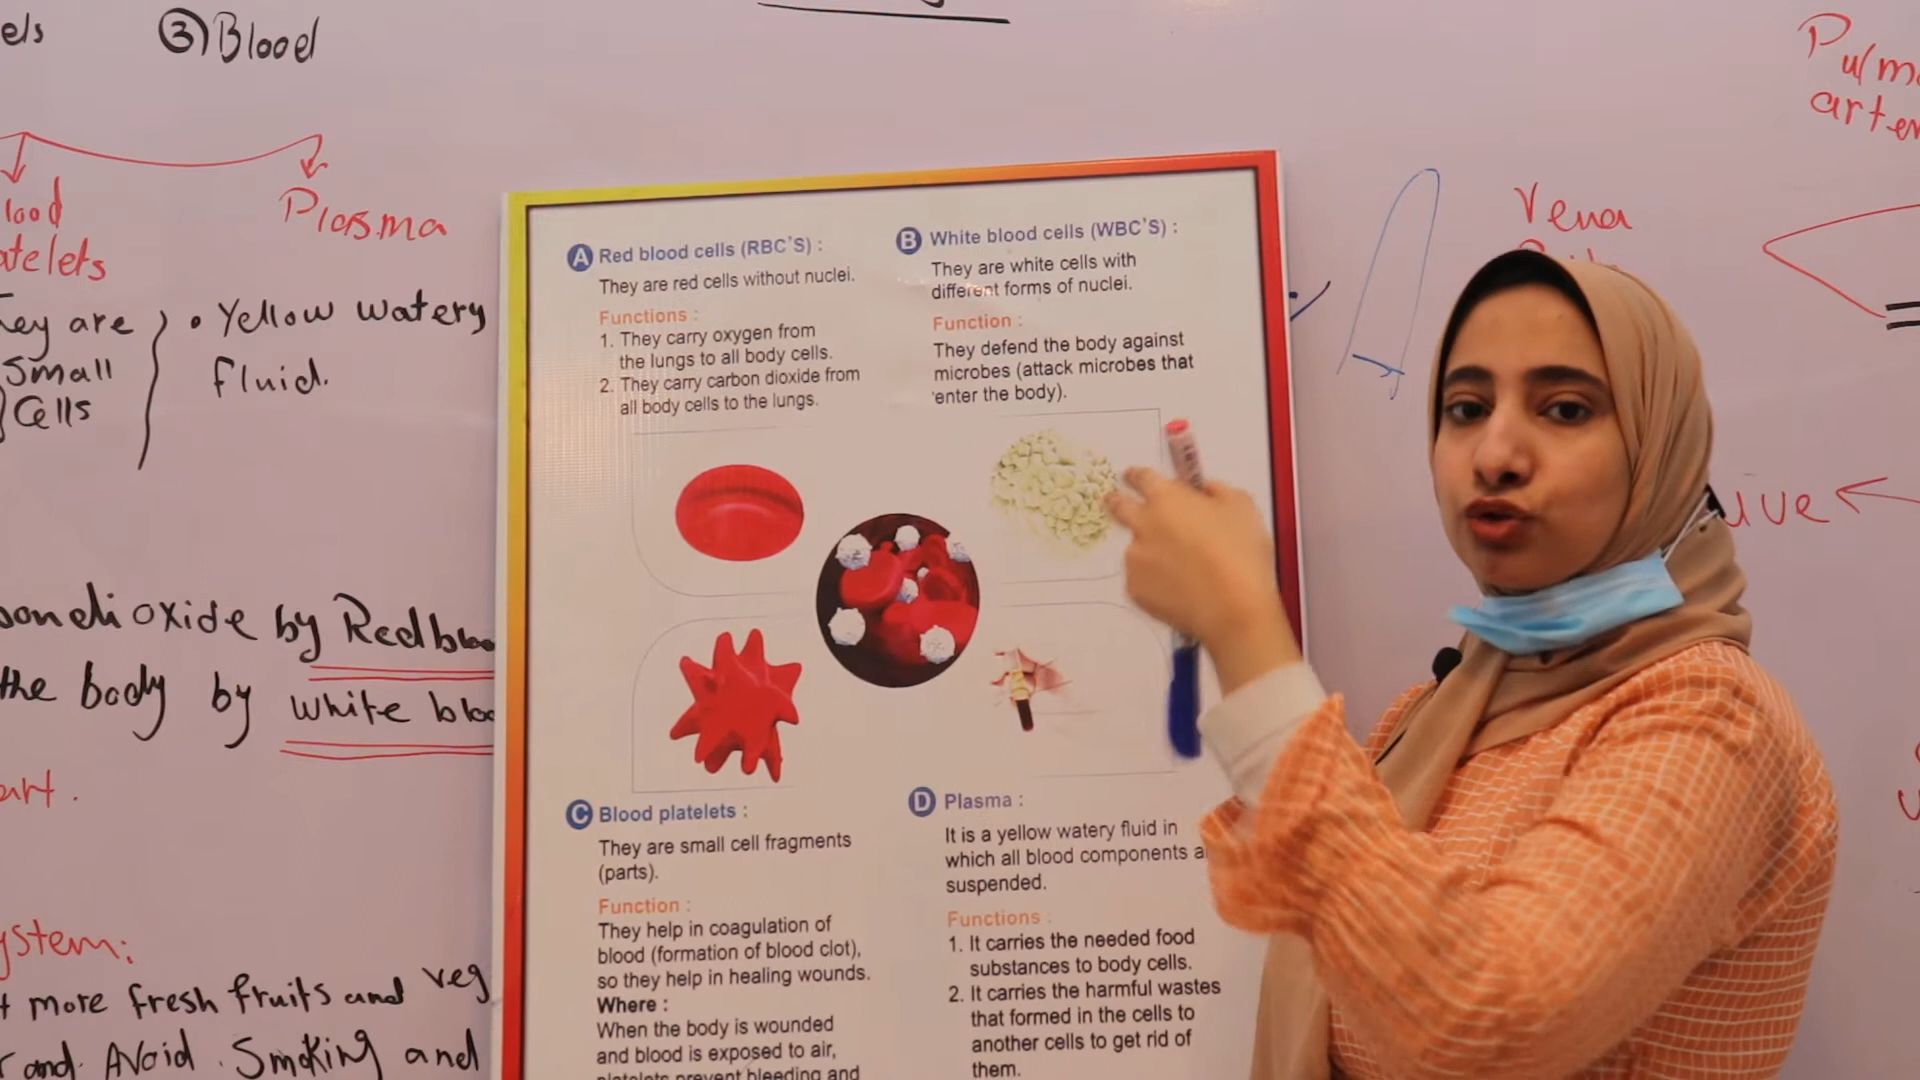 ③ Blood
Plasma
• Yellow watery
fluid.
ey are
small
cells
dioxide by Red bloo
the body by white bloo
more fresh fruits and veg
and. Avoid. Smoking and
A Red blood cells (RBC'S) :
They are red cells without nuclei.
Functions :
1. They carry oxygen from
the lungs to all body cells.
2. They carry carbon dioxide from
all body cells to the lungs.
B White blood cells (WBC'S) :
They are white cells with
different forms of nuclei.
Function :
They defend the body against
microbes (attack microbes that
enter the body).
C Blood platelets :
They are small cell fragments
(parts).
Function :
They help in coagulation of
blood (formation of blood clot),
so they help in healing wounds.
Where :
When the body is wounded
and blood is exposed to air,
platelets prevent bleeding and
D Plasma :
It is a yellow watery fluid in
which all blood components a
suspended.
Functions :
1. It carries the needed food
substances to body cells.
2. It carries the harmful wastes
that formed in the cells to
another cells to get rid of
them.
Pulm
arter
Vena